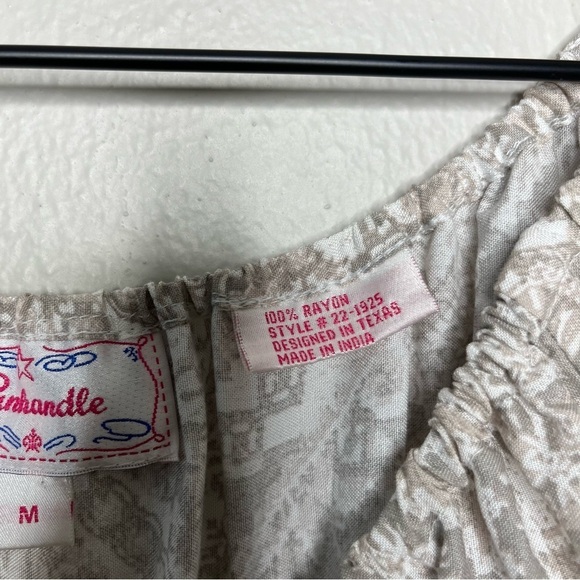 Panhandle
M
100% RAYON
STYLE # 22-1925
DESIGNED IN TEXAS
MADE IN INDIA